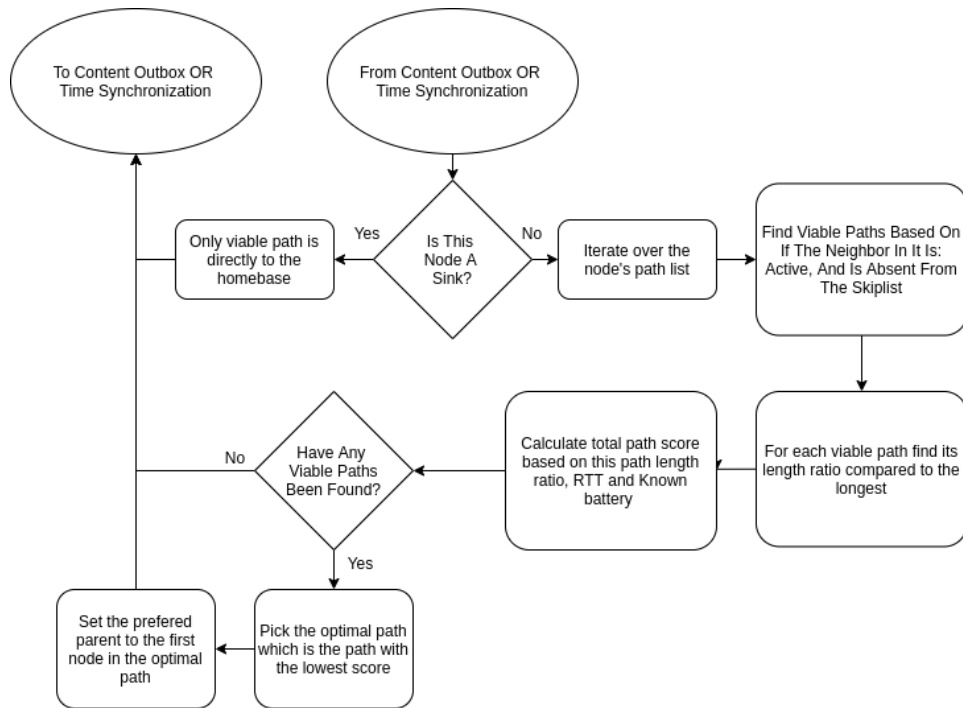 To Content Outbox OR
Time Synchronization
From Content Outbox OR
Time Synchronization
Only viable path is
directly to the
homebase
Yes
Is This
Node A
Sink?
No
Iterate over the
node's path list
Find Viable Paths Based On
If The Neighbor In It Is:
Active, And Is Absent From
The Skiplist
For each viable path find its
length ratio compared to the
longest
Calculate total path score
based on this path length
ratio, RTT and Known
battery
Have Any
Viable Paths
Been Found?
No
Yes
Pick the optimal path
which is the path with
the lowest score
Set the prefered
parent to the first
node in the optimal
path